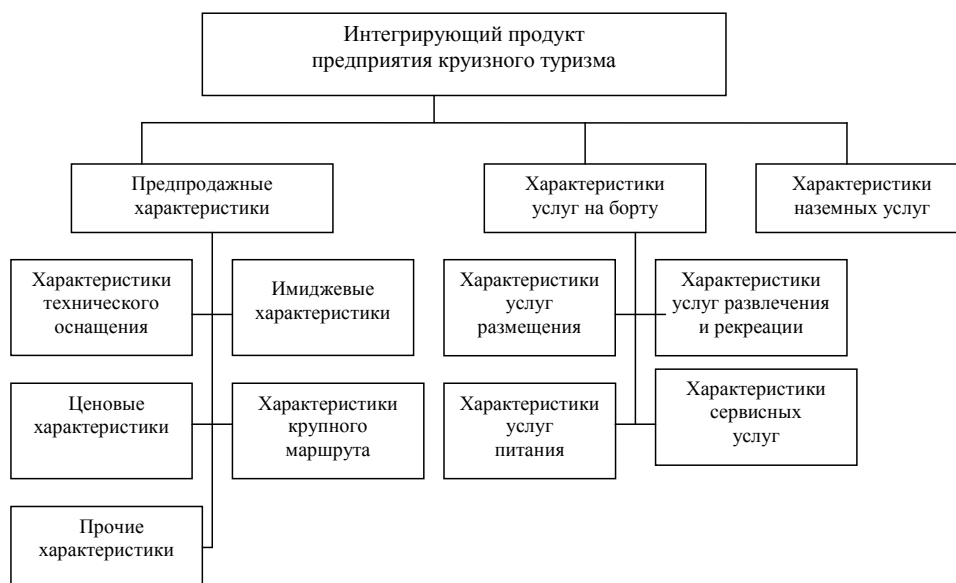 Интегрирующий продукт
предприятия круизного туризма
Предпродажные
характеристики
Характеристики
услуг на борту
Характеристики
наземных услуг
Характеристики
технического
оснащения
Имиджевые
характеристики
Характеристики
услуг
размещения
Характеристики
услуг развлечения
и рекреации
Ценовые
характеристики
Характеристики
крупного
маршрута
Характеристики
услуг
питания
Характеристики
сервисных
услуг
Прочие
характеристики